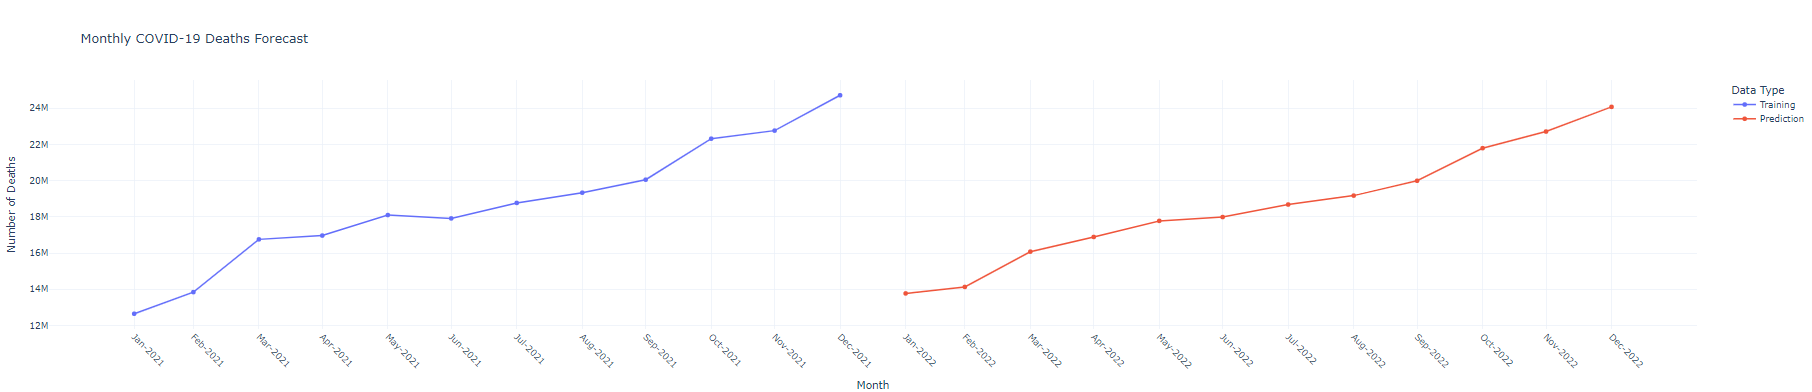 Monthly COVID-19 Deaths Forecast
Data Type
Training
Prediction
Number of Deaths
24M
22M
20M
18M
16M
14M
12M
Jan-2021
Feb-2021
Mar-2021
Apr-2021
May-2021
Jun-2021
Jul-2021
Aug-2021
Sep-2021
Oct-2021
Nov-2021
Dec-2021
Jan-2022
Feb-2022
Mar-2022
Apr-2022
May-2022
Jun-2022
Jul-2022
Aug-2022
Sep-2022
Oct-2022
Nov-2022
Dec-2022
Month